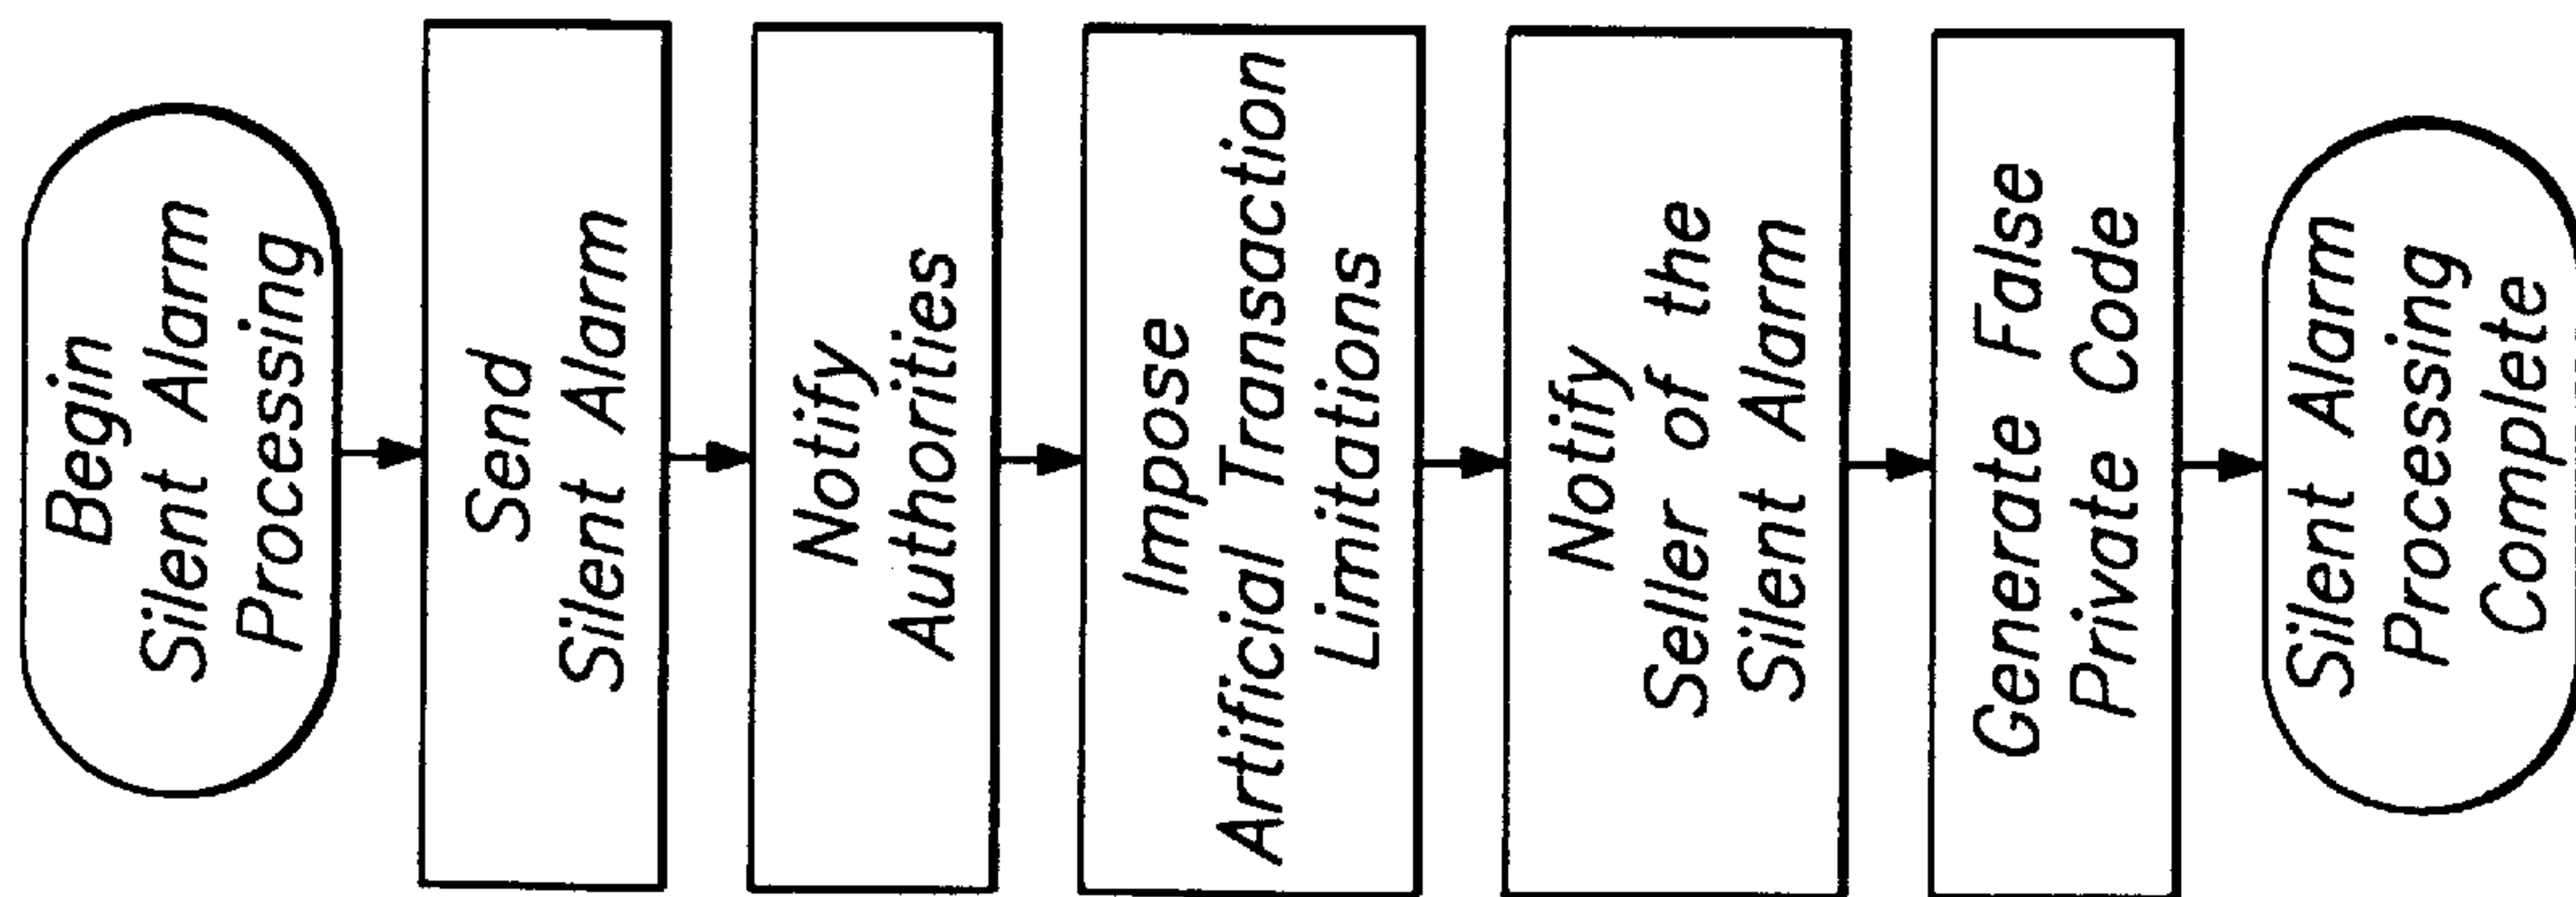 Begin
Silent Alarm
Processing
Send
Silent Alarm
Notify
Authorities
Impose
Artificial Transaction
Limitations
Notify
Seller of the
Silent Alarm
Generate False
Private Code
Silent Alarm
Processing
Complete